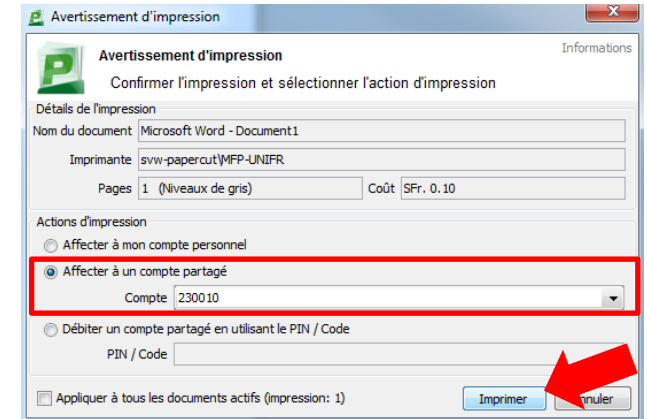 Avertissement d'impression
Informations
Avertissement d'impression
Confirmer l'impression et sélectionner l'action d'impression
Détails de l'impression
Nom du document Microsoft Word - Document1
Imprimante svw-papercut\MFP-UNIFR
Pages 1 (Niveaux de gris) Coût SFr. 0.10
Actions d'impression
Affecter à mon compte personnel
Affecter à un compte partagé
Compte 230010
Débiter un compte partagé en utilisant le PIN / Code
PIN / Code
Appliquer à tous les documents actifs (impression: 1) Imprimer